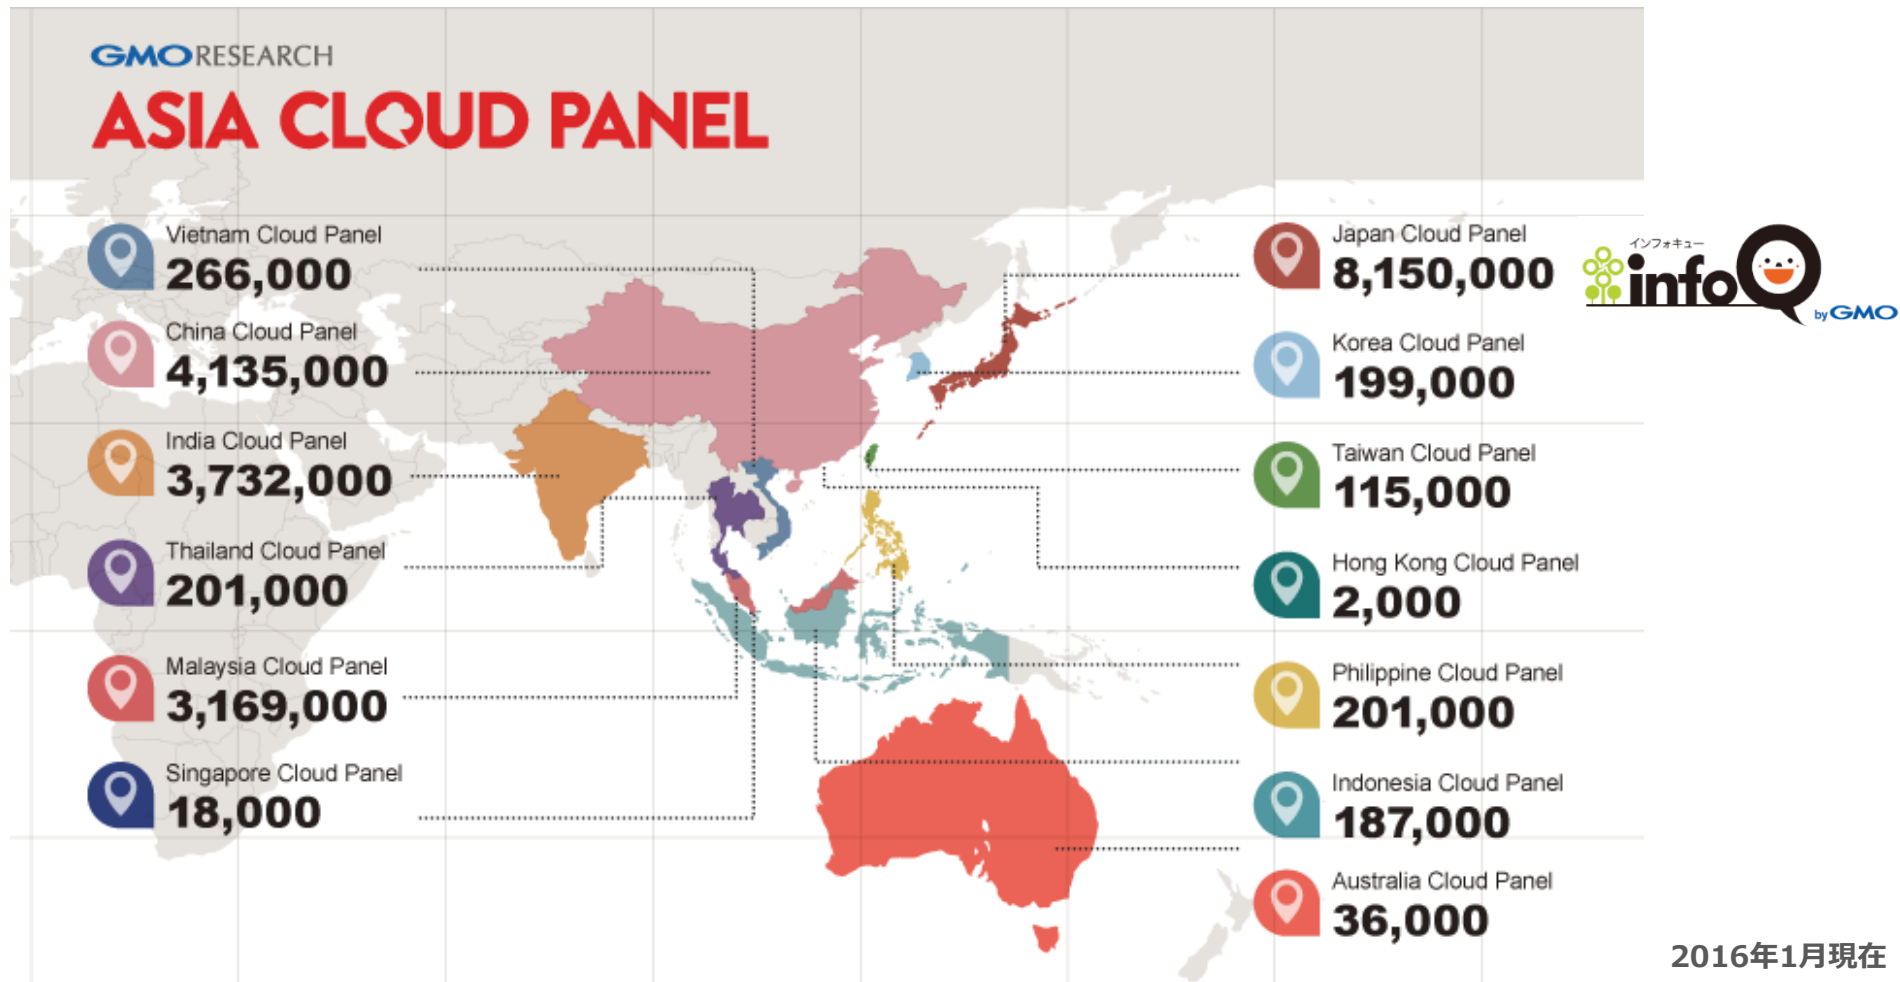 GMO RESEARCH
ASIA CLOUD PANEL
Vietnam Cloud Panel
266,000
China Cloud Panel
4,135,000
India Cloud Panel
3,732,000
Thailand Cloud Panel
201,000
Malaysia Cloud Panel
3,169,000
Singapore Cloud Panel
18,000
Japan Cloud Panel
8,150,000
インフォキュー
infoQ
by GMO
Korea Cloud Panel
199,000
Taiwan Cloud Panel
115,000
Hong Kong Cloud Panel
2,000
Philippine Cloud Panel
201,000
Indonesia Cloud Panel
187,000
Australia Cloud Panel
36,000
2016年1月現在